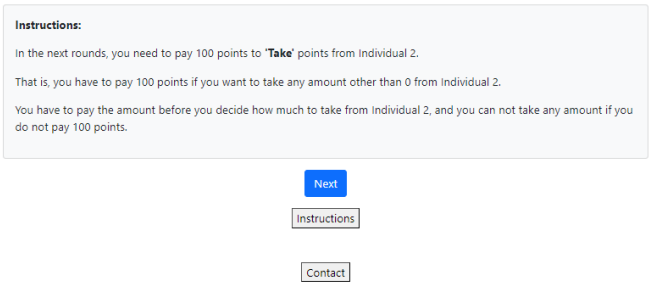 Instructions:
In the next rounds, you need to pay 100 points to 'Take' points from Individual 2.
That is, you have to pay 100 points if you want to take any amount other than 0 from Individual 2.
You have to pay the amount before you decide how much to take from Individual 2, and you can not take any amount if you
do not pay 100 points.
Next
Instructions
Contact